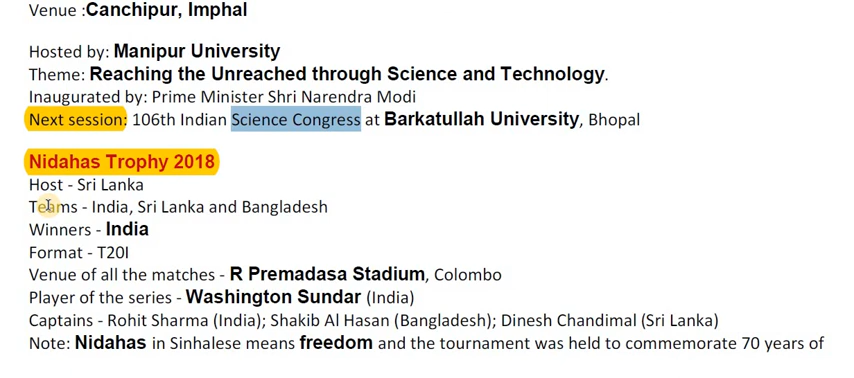 Venue :Canchipur, Imphal
Hosted by: Manipur University
Theme: Reaching the Unreached through Science and Technology.
Inaugurated by: Prime Minister Shri Narendra Modi
Next session: 106th Indian Science Congress at Barkatullah University, Bhopal
Nidahas Trophy 2018
Host - Sri Lanka
Teams - India, Sri Lanka and Bangladesh
Winners - India
Format - T20I
Venue of all the matches - R Premadasa Stadium, Colombo
Player of the series - Washington Sundar (India)
Captains - Rohit Sharma (India); Shakib Al Hasan (Bangladesh); Dinesh Chandimal (Sri Lanka)
Note: Nidahas in Sinhalese means freedom and the tournament was held to commemorate 70 years of